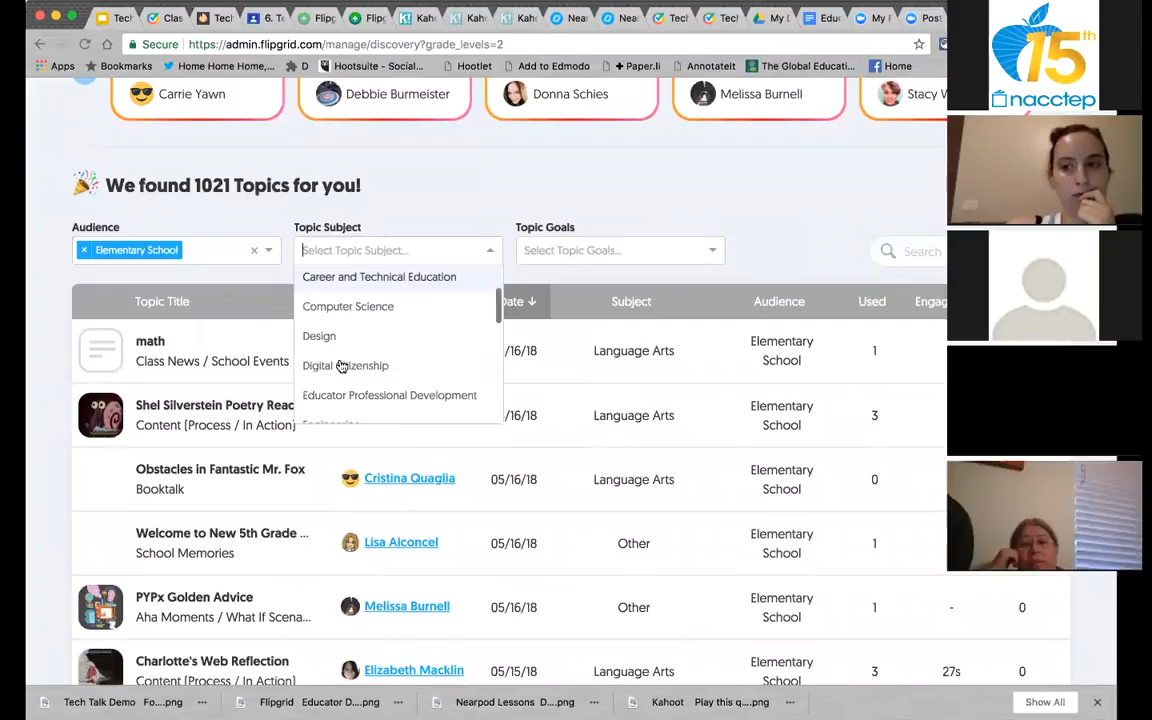 Tech
Clas
Tech
6. T
Flip
Flip
Kaho
Kah
Kah
Near
Nea
Tech
Tech
My D
Educ
My F
Post
Secure https://admin.flipgrid.com/manage/discovery?grade_levels=2
Apps Bookmarks Home Home Home,... D Hootsuite - Social... Hootlet Add to Edmodo + Paper.li AnnotateIt The Global Educati... Home
15th
nacctep
Carrie Yawn Debbie Burmeister Donna Schies Melissa Burnell Stacy W
We found 1021 Topics for you!
Audience Topic Subject Topic Goals
× Elementary School Select Topic Subject... Select Topic Goals... Search
Career and Technical Education
Computer Science
Design
Digital Citizenship
Educator Professional Development
Topic Title Date Subject Audience Used Engag
math
Class News / School Events
/16/18 Language Arts Elementary School 1
Shel Silverstein Poetry Reac
Content (Process / In Action)
/16/18 Language Arts Elementary School 3
Obstacles in Fantastic Mr. Fox
Booktalk
Cristina Quaglia 05/16/18 Language Arts Elementary School 0
Welcome to New 5th Grade ...
School Memories
Lisa Alconcel 05/16/18 Other Elementary School 1
PYPx Golden Advice
Aha Moments / What If Scena...
Melissa Burnell 05/16/18 Other Elementary School 1 - 0
Charlotte's Web Reflection
Content (Process / In Action)
Elizabeth Macklin 05/15/18 Language Arts Elementary School 3 27s 0
Tech Talk Demo Fo....png Flipgrid Educator D....png Nearpod Lessons D....png Kahoot Play this q....png Show All